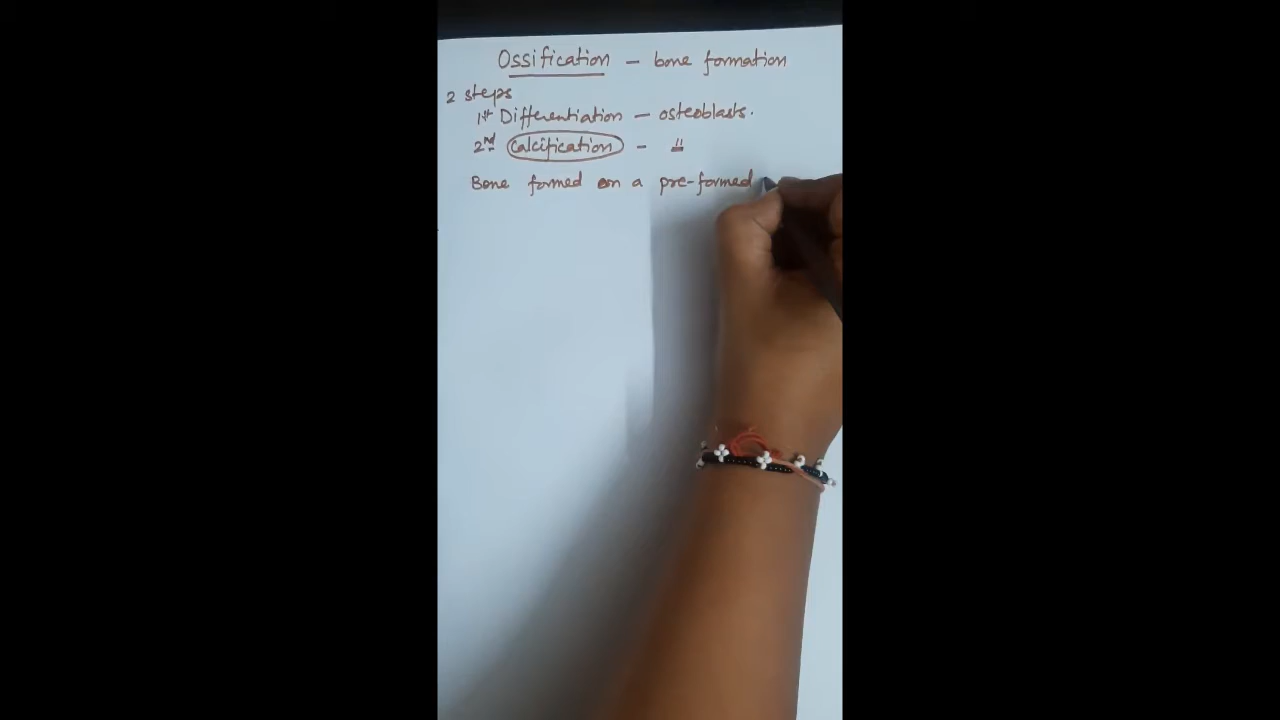 Ossification – bone formation
2 steps
1st Differentiation – osteoblasts.
2nd Calcification – "
Bone formed on a pre-formed